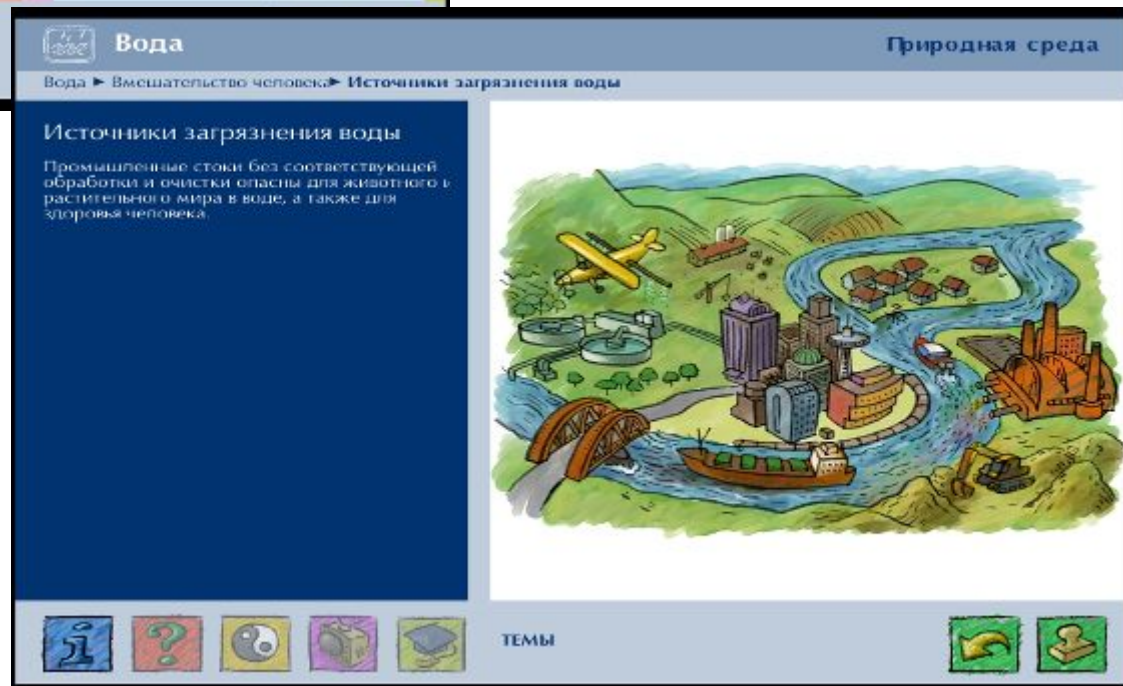 Вода
Природная среда
Вода ► Вмешательство человека► Источники загрязнения воды
Источники загрязнения воды
Промышленные стоки без соответствующей
обработки и очистки опасны для животного и
растительного мира в воде, а также для
здоровья человека.
i
?
ТЕМЫ